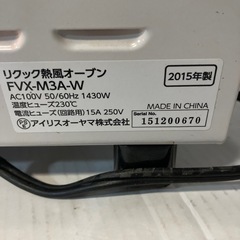 リクック熱風オーブン
FVX-M3A-W
2015年製
AC100V 50/60Hz 1430W
温度ヒューズ230℃
MADE IN CHINA
電流ヒューズ(回路用)15A 250V
Serial No.
151200670
アイリスオーヤマ株式会社